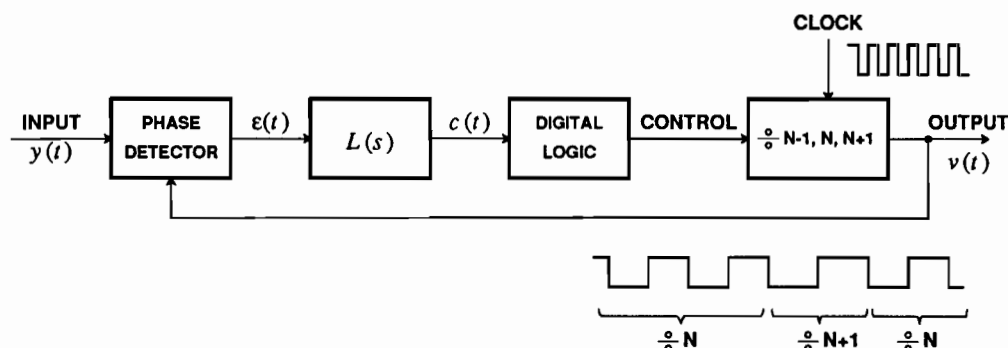 CLOCK
INPUT
y(t)
PHASE
DETECTOR
ε(t)
L(s)
c(t)
DIGITAL
LOGIC
CONTROL
÷ N-1, N, N+1
OUTPUT
v(t)
÷ N
÷ N+1
÷ N